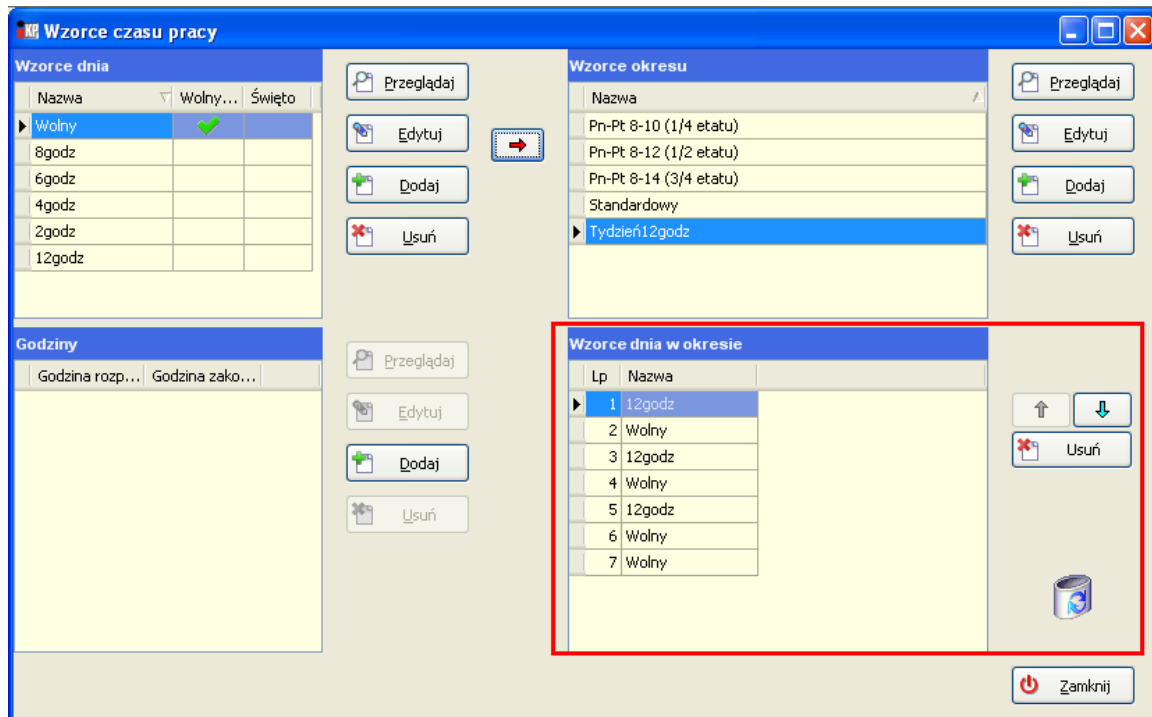 iKP Wzorce czasu pracy
Wzorce dnia
Nazwa Wolny... Święto
Wolny
8godz
6godz
4godz
2godz
12godz
Przeglądaj
Edytuj
Dodaj
Usuń
Wzorce okresu
Nazwa
Pn-Pt 8-10 (1/4 etatu)
Pn-Pt 8-12 (1/2 etatu)
Pn-Pt 8-14 (3/4 etatu)
Standardowy
Tydzień12godz
Przeglądaj
Edytuj
Dodaj
Usuń
Godziny
Godzina rozp... Godzina zako...
Przeglądaj
Edytuj
Dodaj
Usuń
Wzorce dnia w okresie
Lp Nazwa
1 12godz
2 Wolny
3 12godz
4 Wolny
5 12godz
6 Wolny
7 Wolny
Usuń
Zamknij